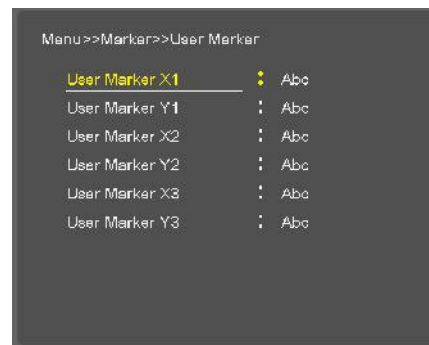 Menu>>Marker>>User Marker
User Marker X1 : Abc
User Marker Y1 : Abc
User Marker X2 : Abc
User Marker Y2 : Abc
User Marker X3 : Abc
User Marker Y3 : Abc